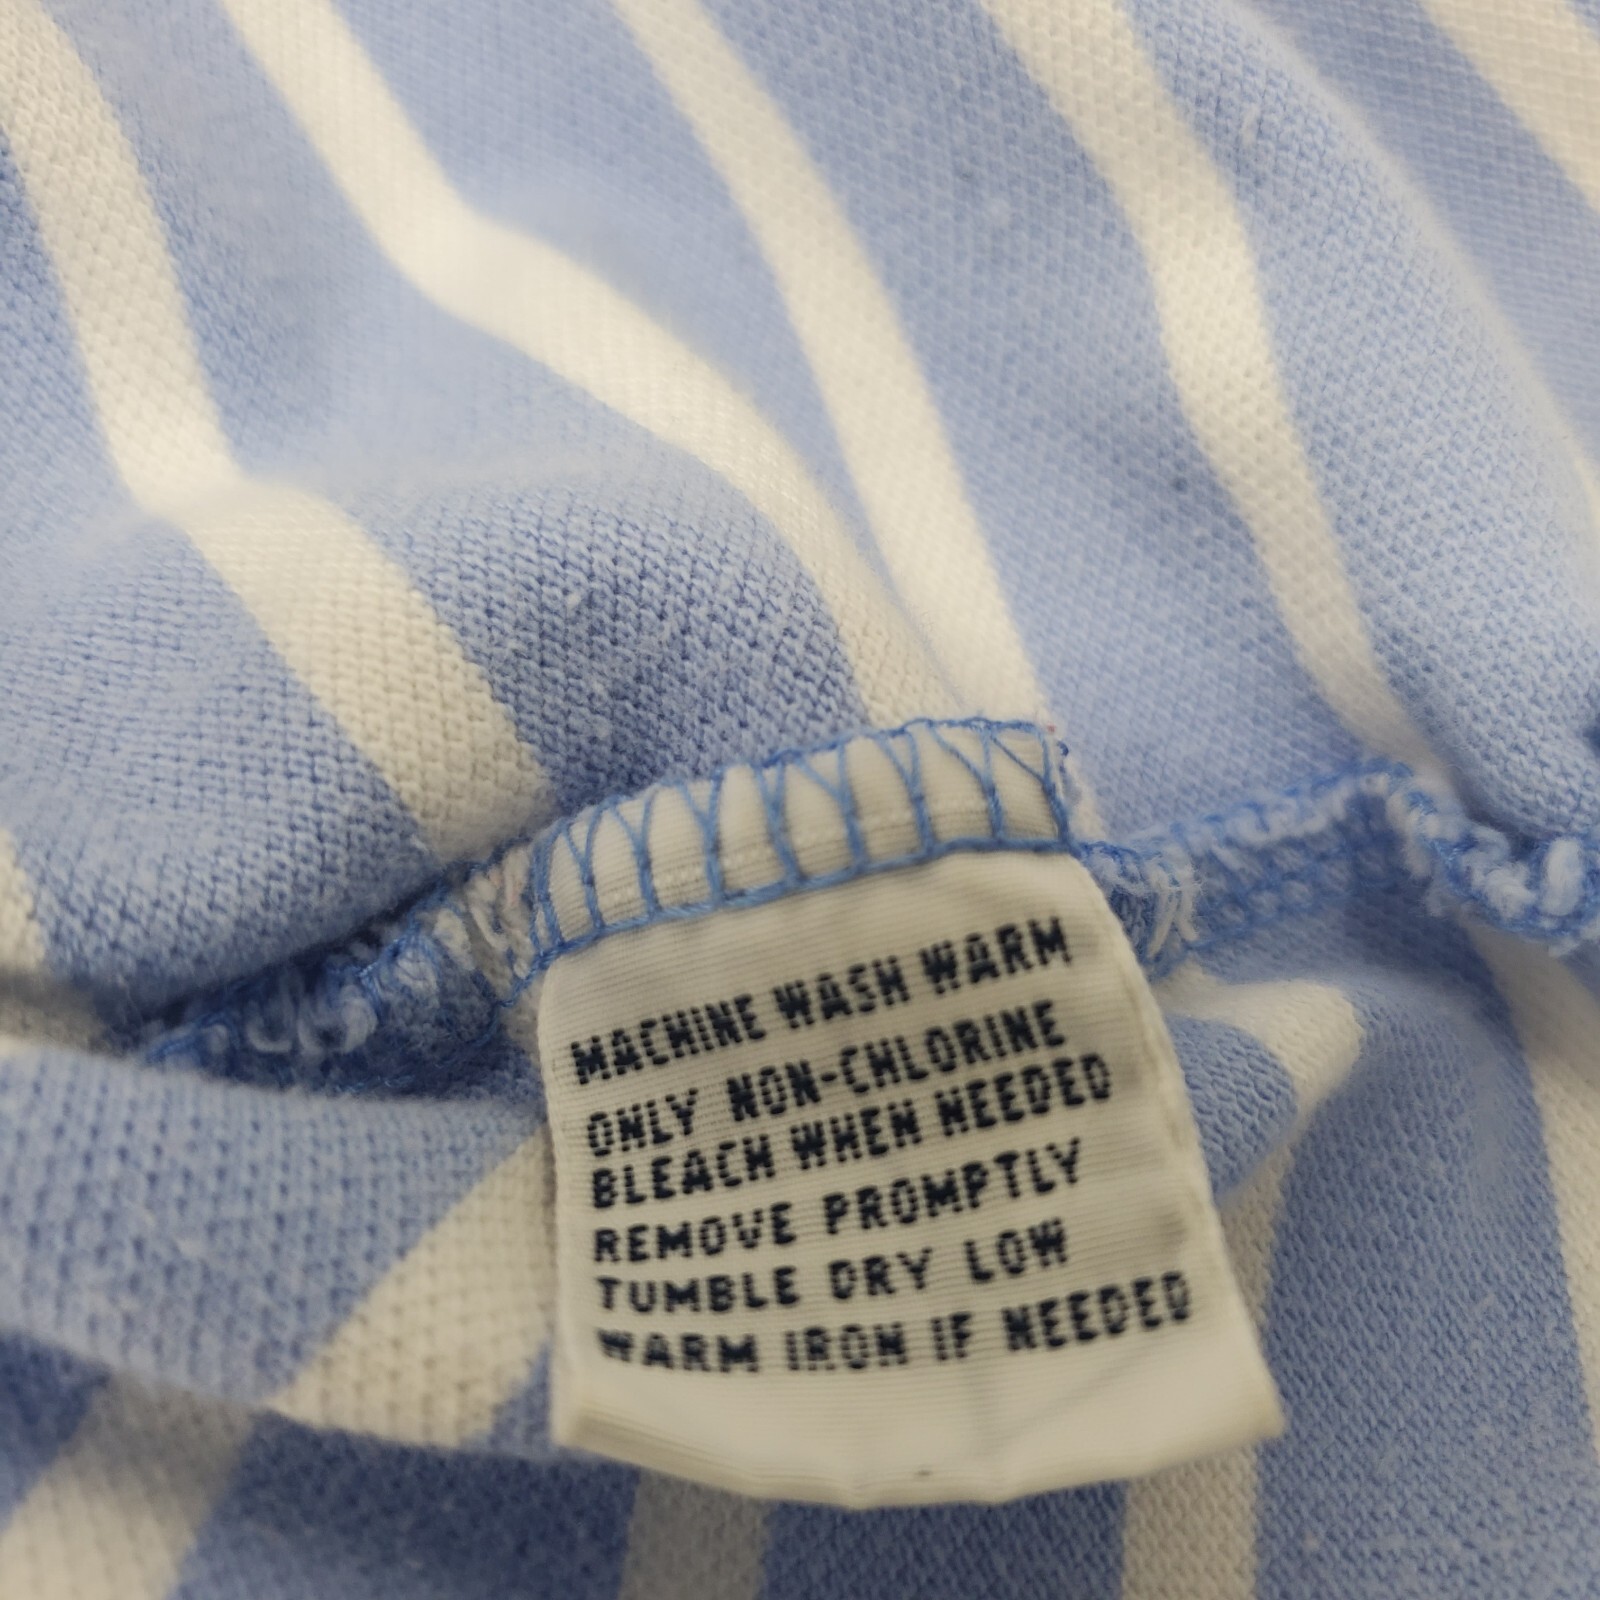 MACHINE WASH WARM
ONLY NON-CHLORINE
BLEACH WHEN NEEDED
REMOVE PROMPTLY
TUMBLE DRY LOW
WARM IRON IF NEEDED